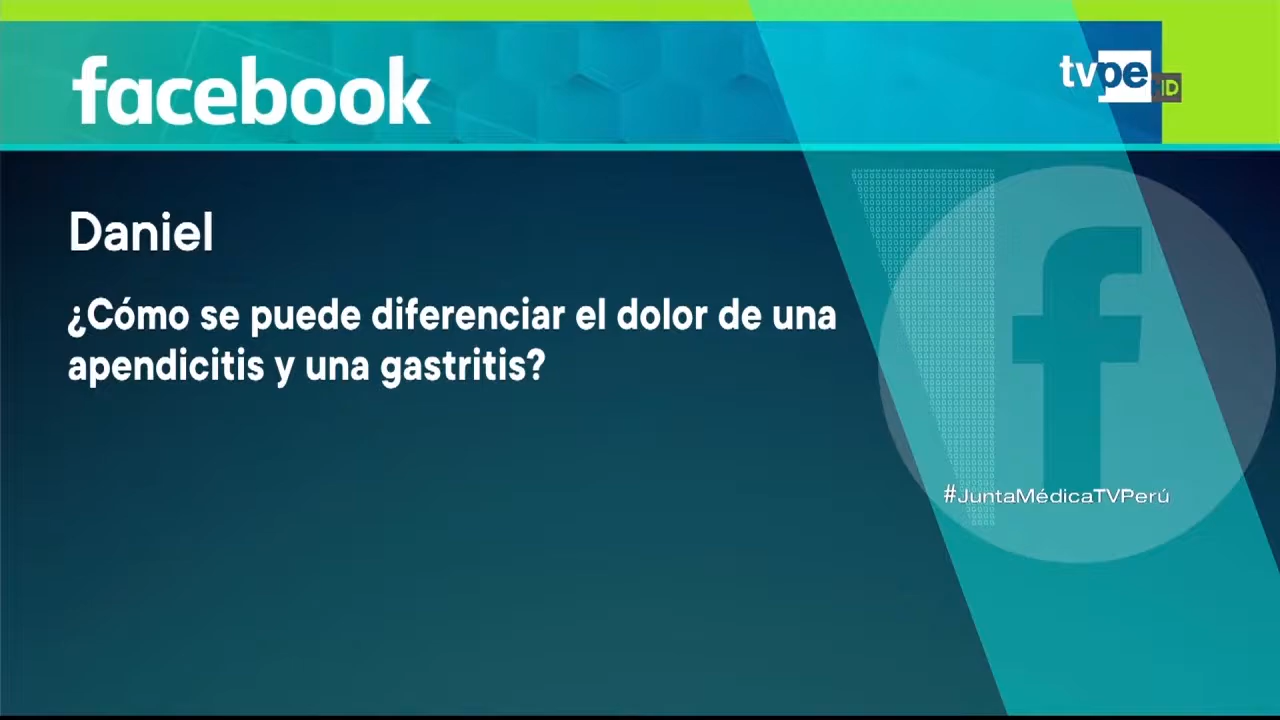 facebook
tvpe HD
Daniel
¿Cómo se puede diferenciar el dolor de una
apendicitis y una gastritis?
#JuntaMédicaTVPerú